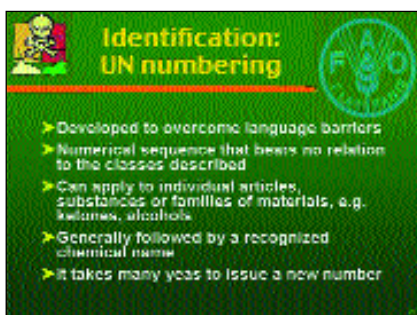 Identification:
UN numbering
F A O
FIAT PANIS
➤Developed to overcome language barriers
➤Numerical sequence that bears no relation
to the classes described
➤Can apply to individual articles,
substances or families of materials, e.g.
ketones, alcohols
➤Generally followed by a recognized
chemical name
➤It takes many yeas to issue a new number